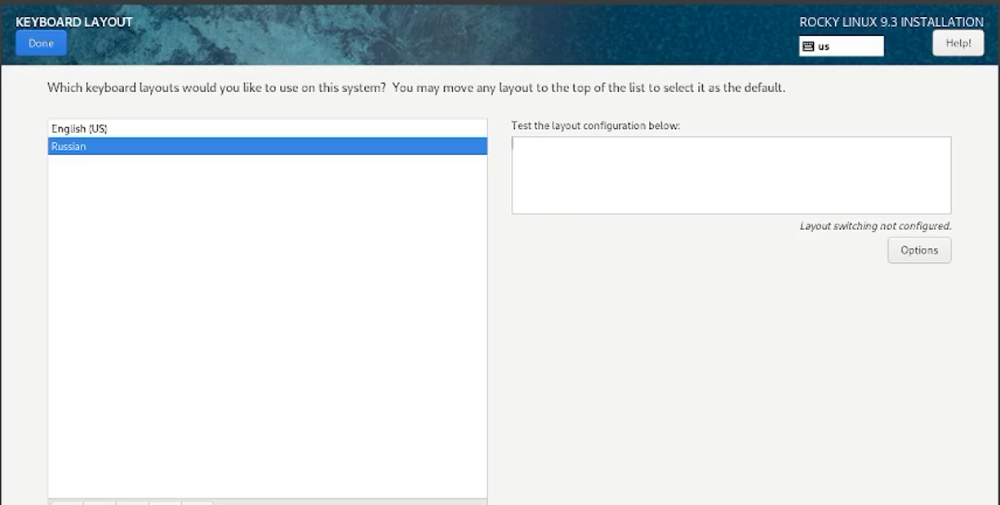 KEYBOARD LAYOUT
ROCKY LINUX 9.3 INSTALLATION
Done
us
Help!
Which keyboard layouts would you like to use on this system? You may move any layout to the top of the list to select it as the default.
English (US)
Russian
Test the layout configuration below:
Layout switching not configured.
Options